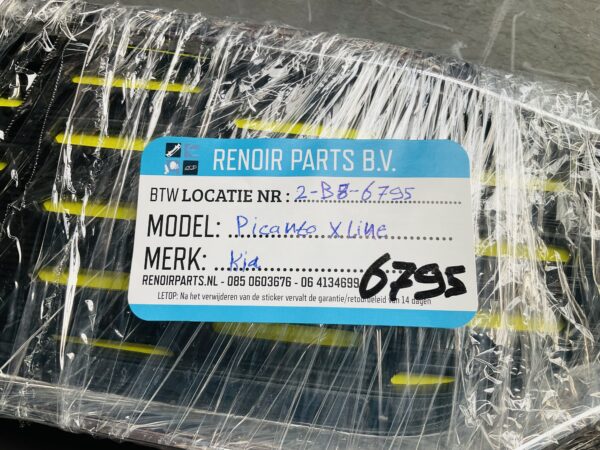 RENOIR PARTS B.V.
BTW LOCATIE NR : 2-B8-6795
MODEL: Picanto X Line
MERK: Kia
RENOIRPARTS.NL - 085 0603676 - 06 4134699
6795
LETOP: Na het verwijderen van de sticker vervalt de garantie/retourbeleid van 14 dagen